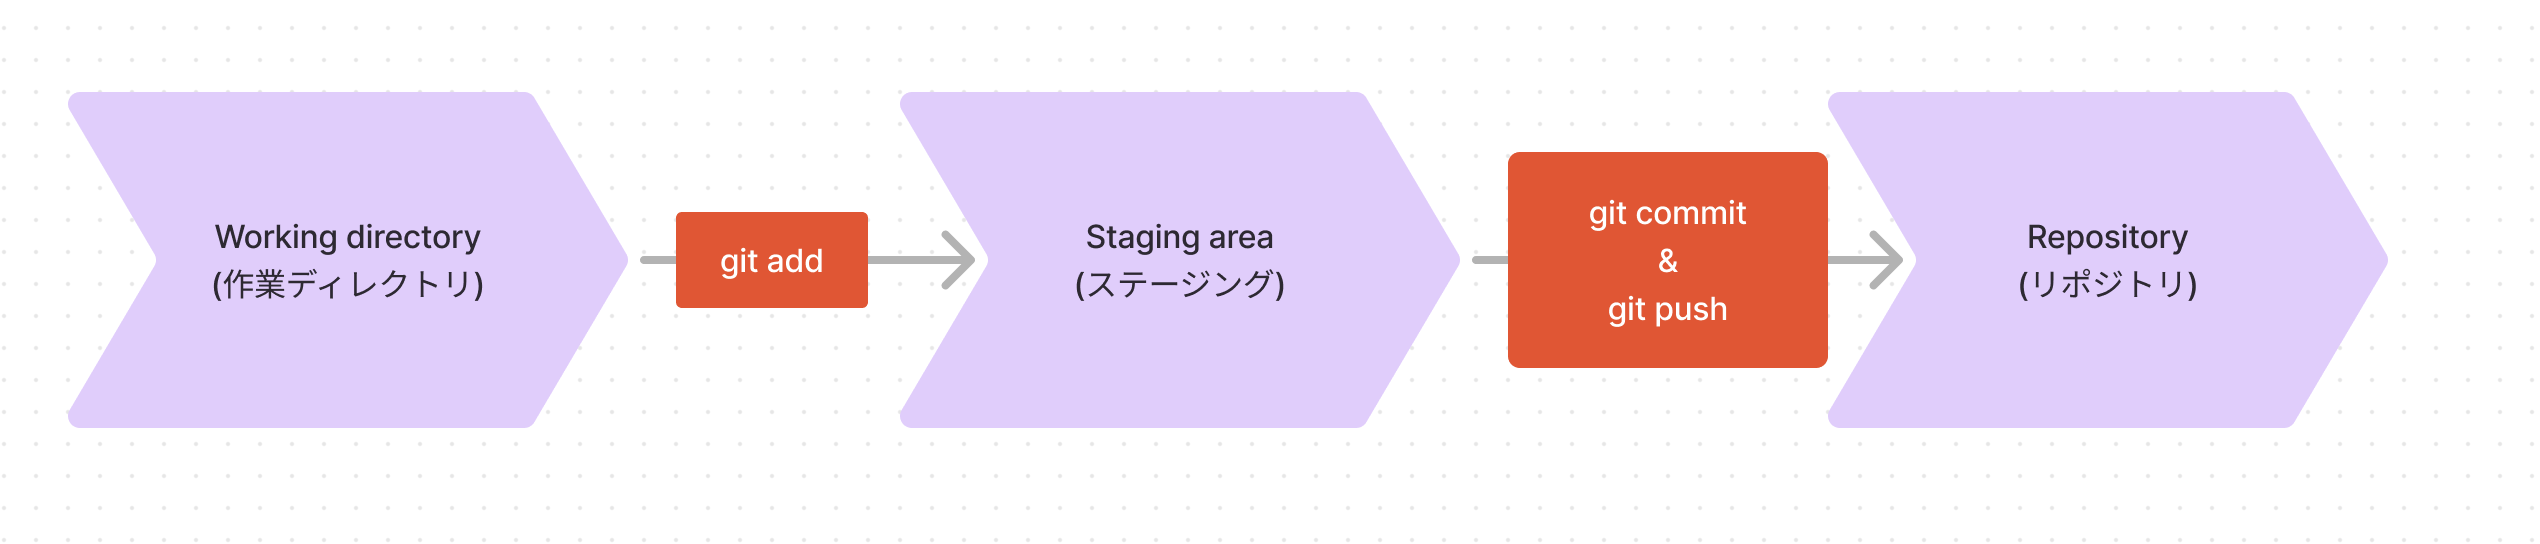 Working directory
(作業ディレクトリ)
git add
Staging area
(ステージング)
git commit
&
git push
Repository
(リポジトリ)